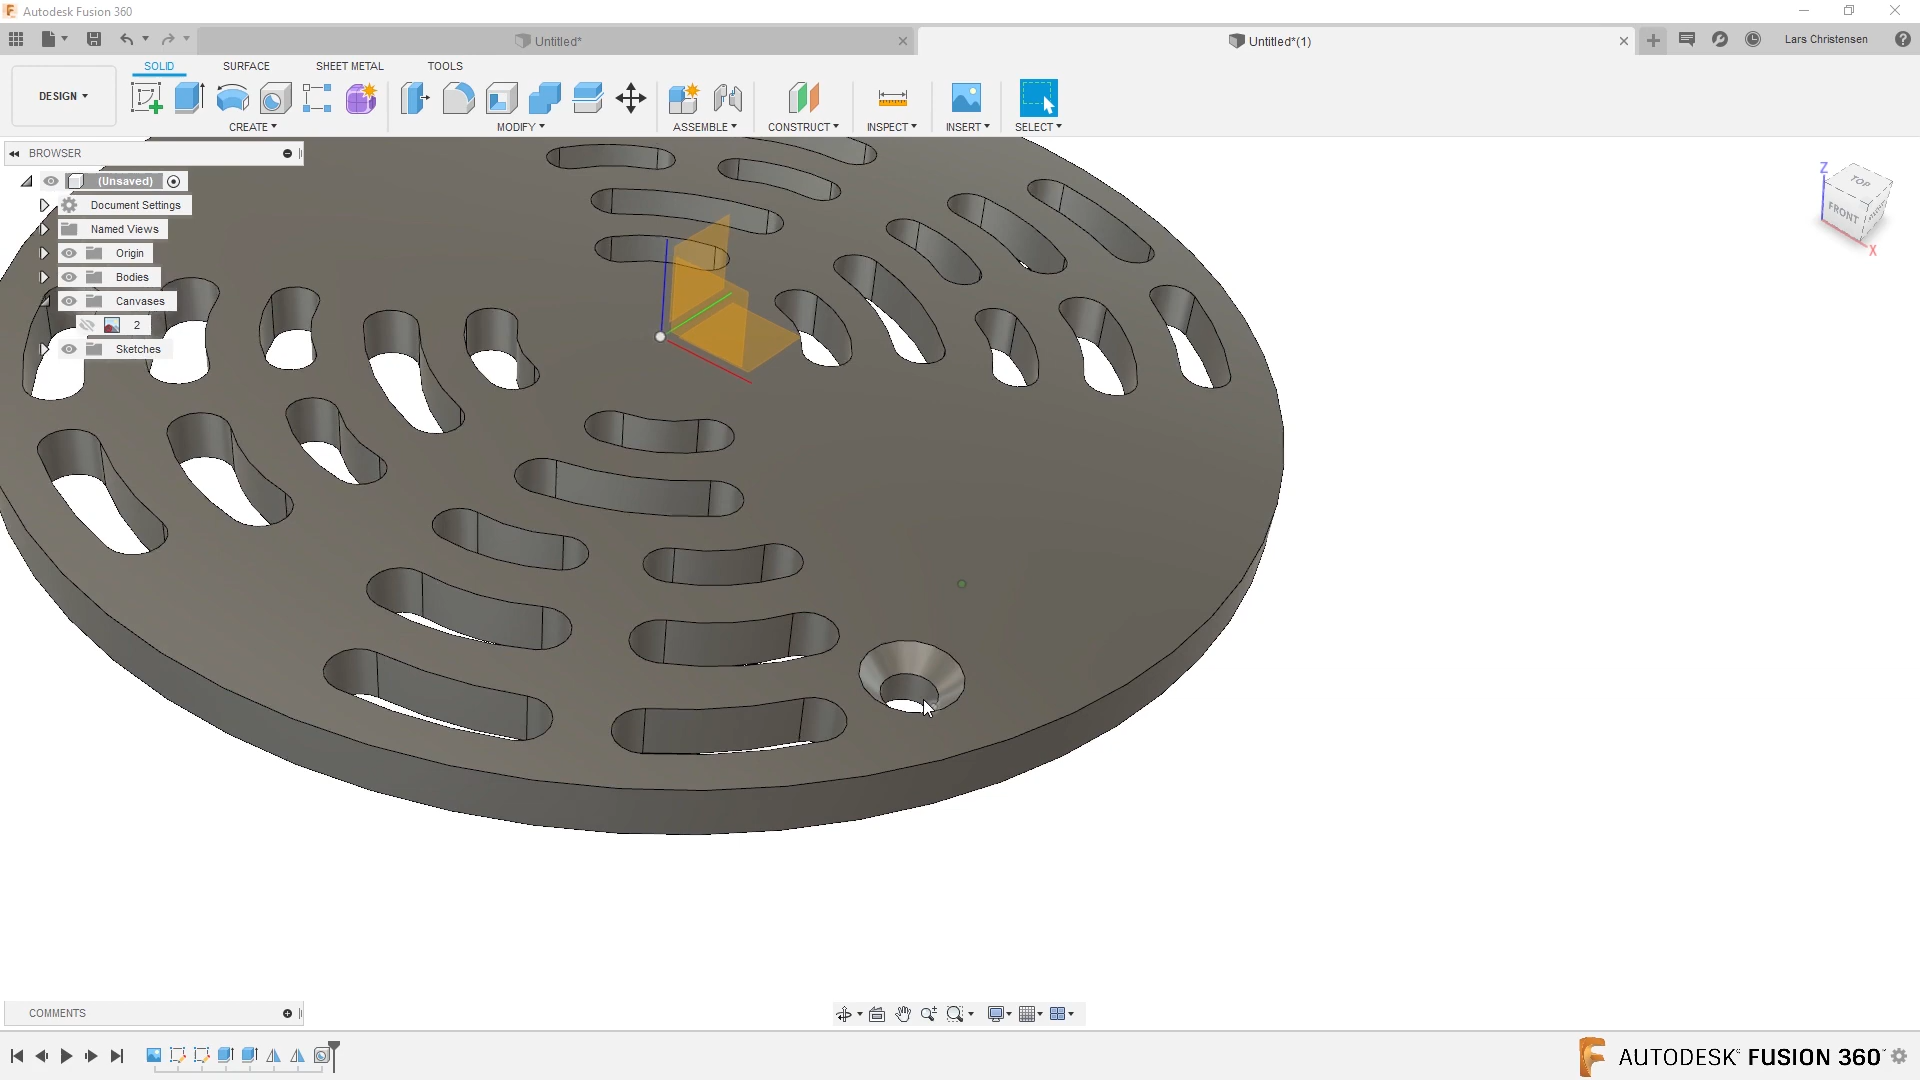 Autodesk Fusion 360
Untitled*
Untitled*(1)
Lars Christensen
SOLID
SURFACE
SHEET METAL
TOOLS
DESIGN
CREATE
MODIFY
ASSEMBLE
CONSTRUCT
INSPECT
INSERT
SELECT
BROWSER
(Unsaved)
Document Settings
Named Views
Origin
Bodies
Canvases
2
Sketches
Z
TOP
FRONT
X
COMMENTS
AUTODESK® FUSION 360™